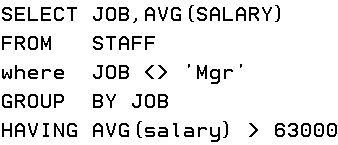 SELECT JOB,AVG(SALARY)
FROM   STAFF
where  JOB <> 'Mgr'
GROUP  BY JOB
HAVING AVG(salary) > 63000